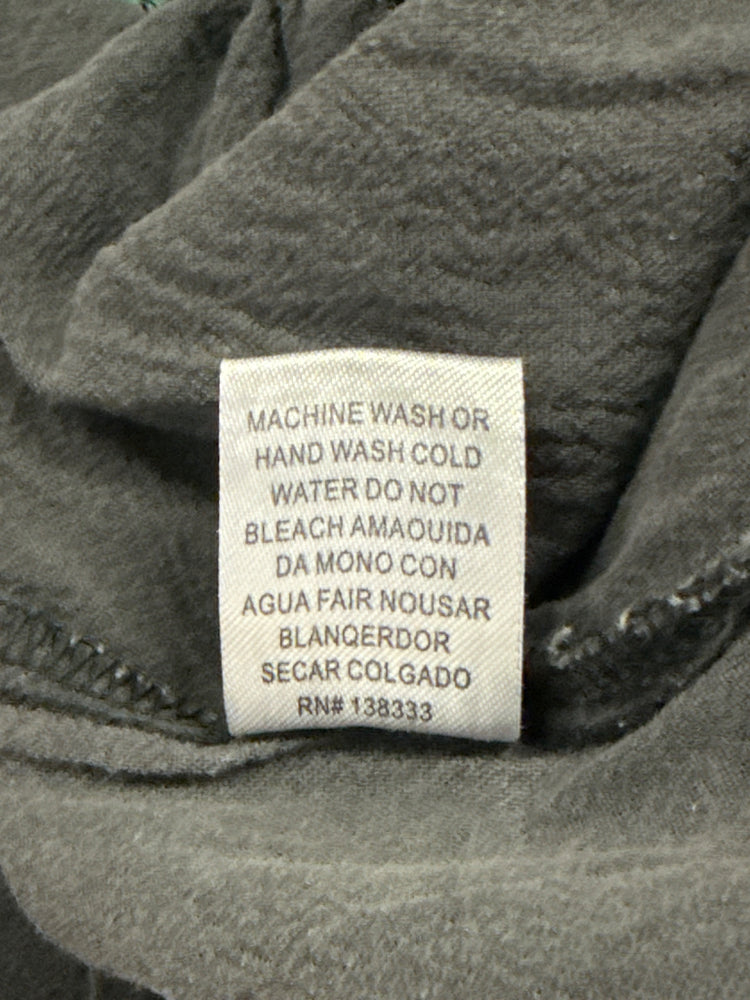 MACHINE WASH OR
HAND WASH COLD
WATER DO NOT
BLEACH AMAOUIDA
DA MONO CON
AGUA FAIR NOUSAR
BLANQERDOR
SECAR COLGADO
RN# 138333